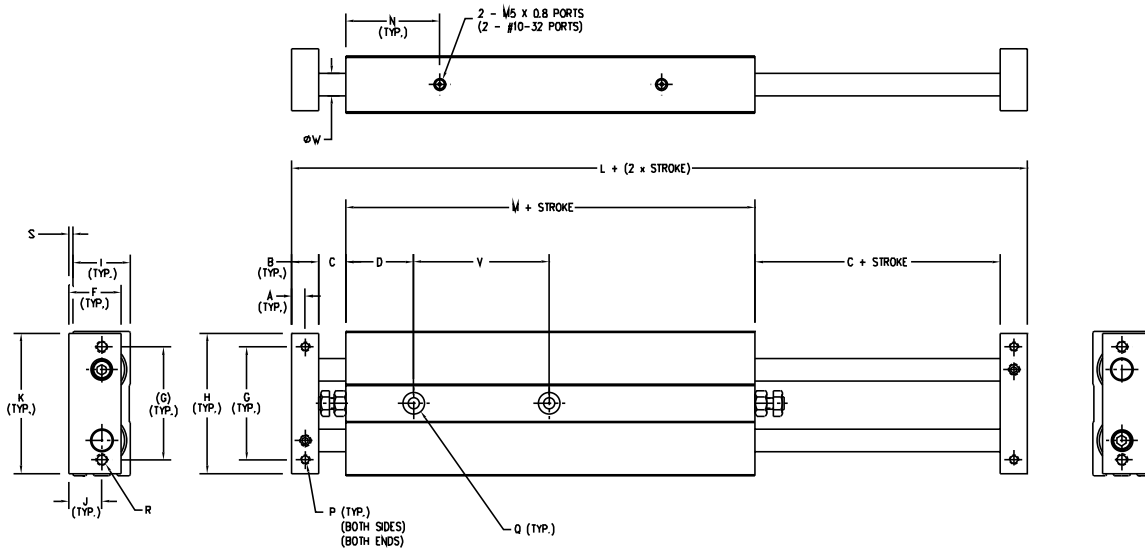 2 - M5 X 0.8 PORTS
(2 - #10-32 PORTS)
N
(TYP.)
øW
L + (2 x STROKE)
M + STROKE
S
I
(TYP.)
F
(TYP.)
B
(TYP.)
C
D
V
C + STROKE
A
(TYP.)
K
(TYP.)
(G)
(TYP.)
H
(TYP.)
G
(TYP.)
J
(TYP.)
R
P (TYP.)
(BOTH SIDES)
(BOTH ENDS)
Q (TYP.)